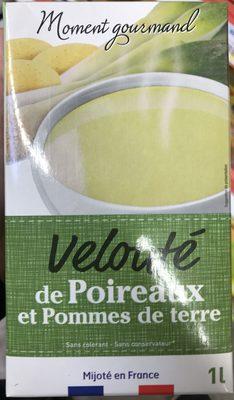 Moment gourmand
Velouté
de Poireaux
et Pommes de terre
Sans colorant - Sans conservateur*
1L
Mijoté en France